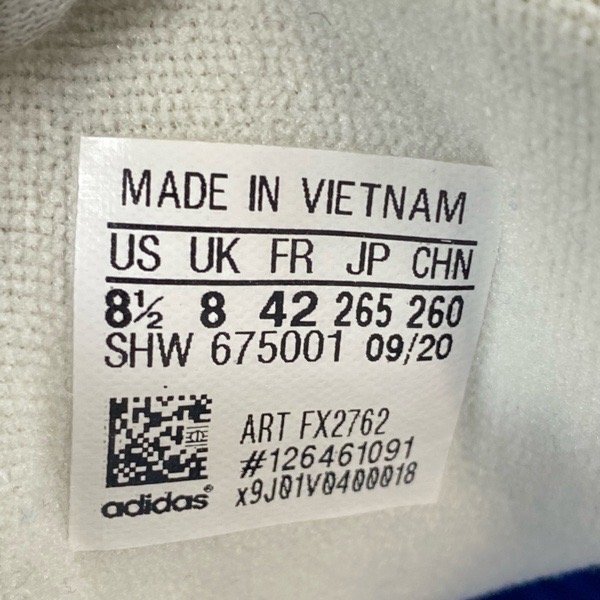 MADE IN VIETNAM
US UK FR JP CHN
8½ 8 42 265 260
SHW 675001 09/20
ART FX2762
#126461091
adidas® x9J01V0400018